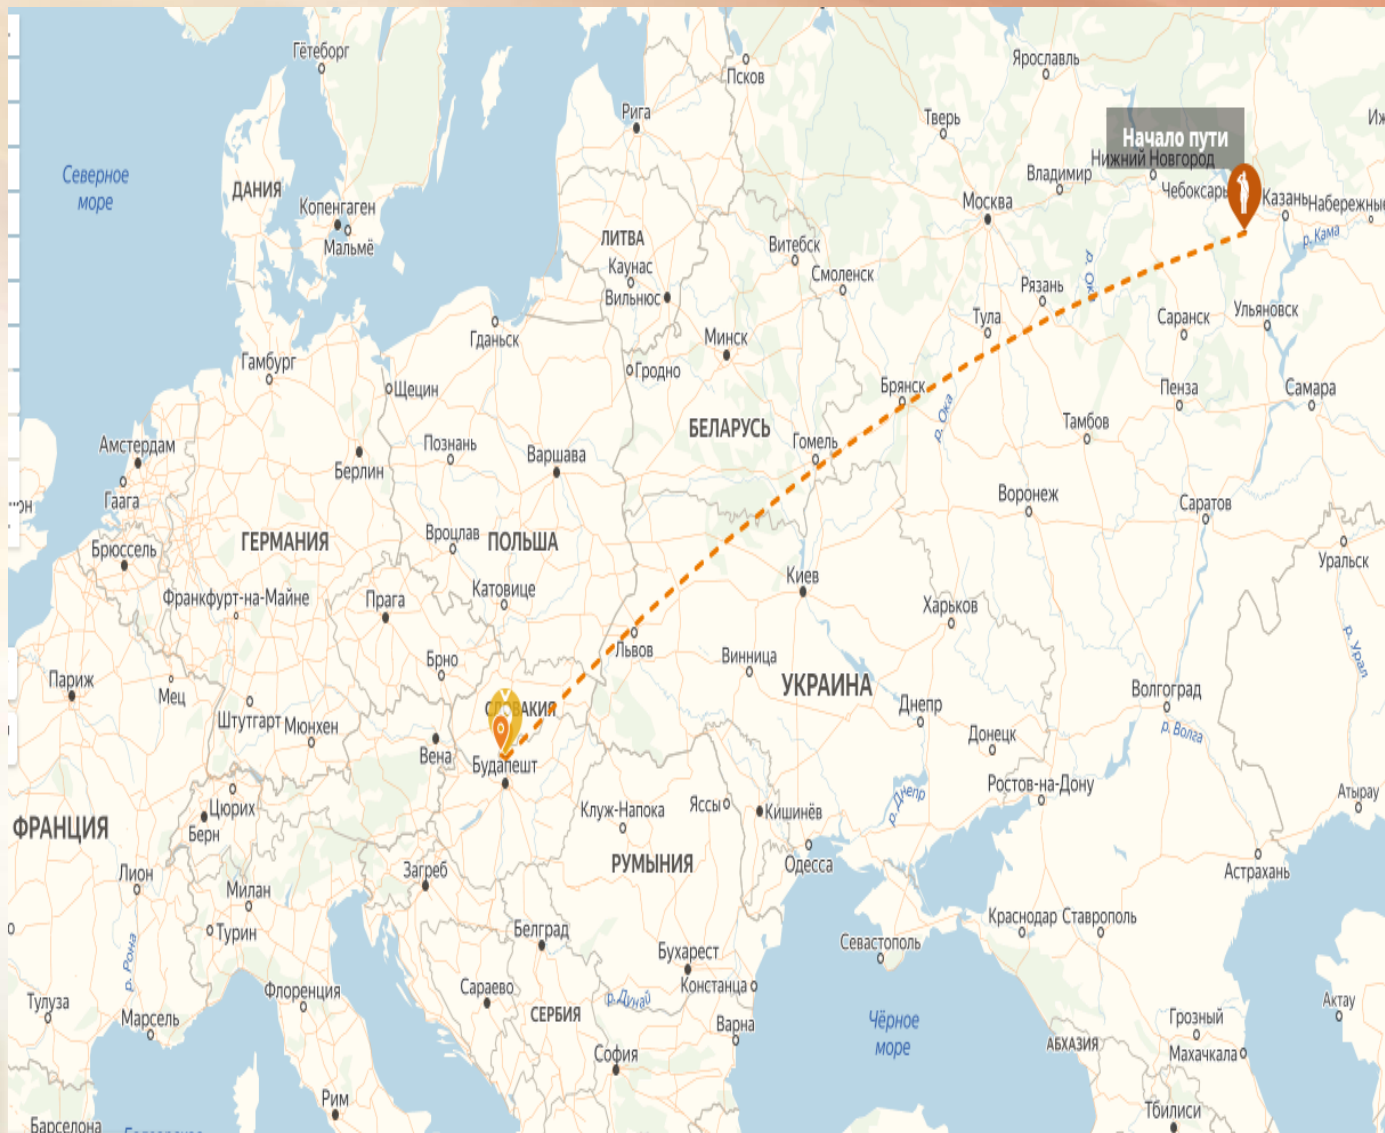 Гётеборг
Псков
Ярославль
Рига
Тверь
Начало пути
Нижний Новгород
Северное
море
ДАНИЯ
Владимир
Чебоксары
Казань
Набережные
Копенгаген
Мальмё
Москва
р. Кама
ЛИТВА
Каунас
Вильнюс
Витебск
Смоленск
р. Ока
Рязань
Гданьск
Минск
Тула
Саранск
Ульяновск
Гамбург
Щецин
Гродно
Брянск
Пенза
Самара
р. Ока
Тамбов
БЕЛАРУСЬ
Гомель
Амстердам
Познань
Варшава
Берлин
Гаага
Воронеж
Саратов
Брюссель
ГЕРМАНИЯ
Вроцлав
ПОЛЬША
Уральск
Франкфурт-на-Майне
Прага
Катовице
Киев
Харьков
р. Урал
Брно
Львов
Винница
УКРАИНА
Париж
Мец
Волгоград
СЛОВАКИЯ
Штутгарт
Мюнхен
Днепр
р. Волга
Вена
Будапешт
Донецк
Ростов-на-Дону
р. Днепр
Цюрих
Берн
Клуж-Напока
Яссы
Кишинёв
Атырау
ФРАНЦИЯ
РУМЫНИЯ
Одесса
Лион
Загреб
Астрахань
Милан
Турин
Белград
Краснодар
Ставрополь
р. Рона
Севастополь
Бухарест
Констанца
Тулуза
Флоренция
Сараево
р. Дунай
СЕРБИЯ
Марсель
Варна
Чёрное
море
Грозный
Актау
АБХАЗИЯ
Махачкала
София
Рим
Тбилиси
Барселона